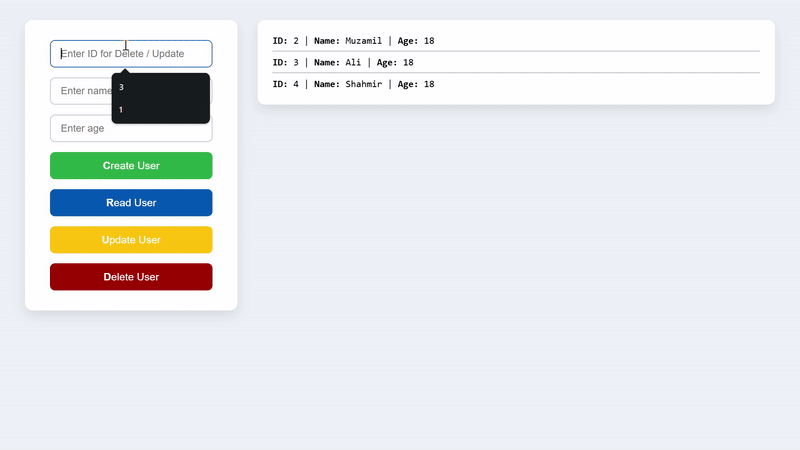 Enter ID for Delete / Update
3
1
Enter name
Enter age
Create User
Read User
Update User
Delete User
ID: 2 | Name: Muzamil | Age: 18
ID: 3 | Name: Ali | Age: 18
ID: 4 | Name: Shahmir | Age: 18